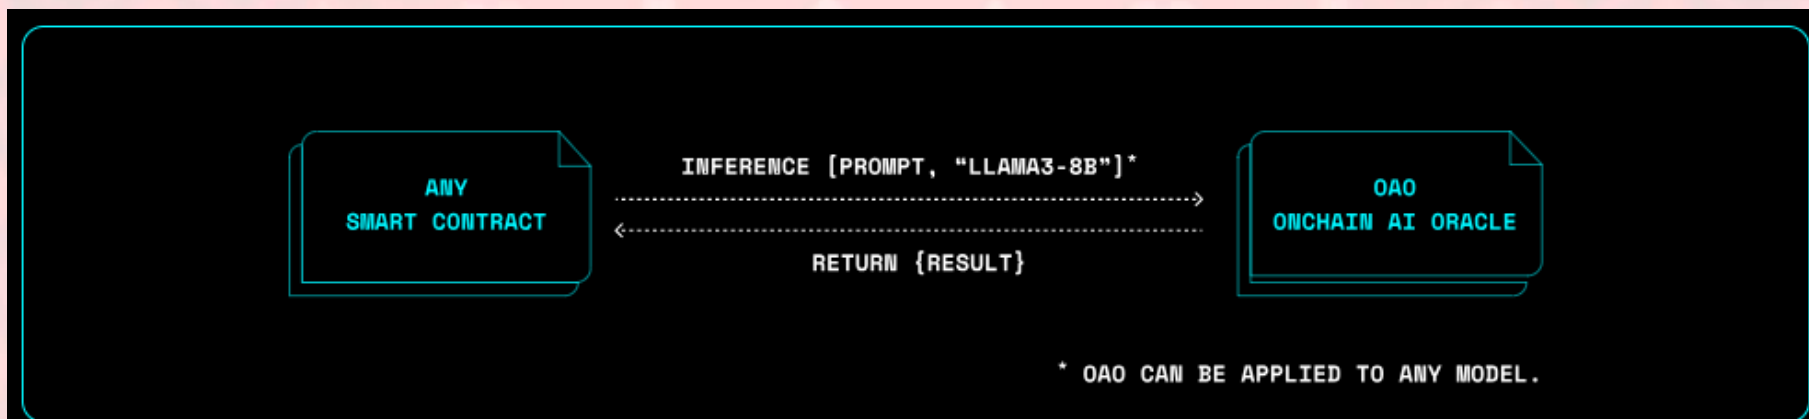 INFERENCE [PROMPT, “LLAMA3-8B”]*
ANY
SMART CONTRACT
OAO
ONCHAIN AI ORACLE
RETURN {RESULT}
* OAO CAN BE APPLIED TO ANY MODEL.